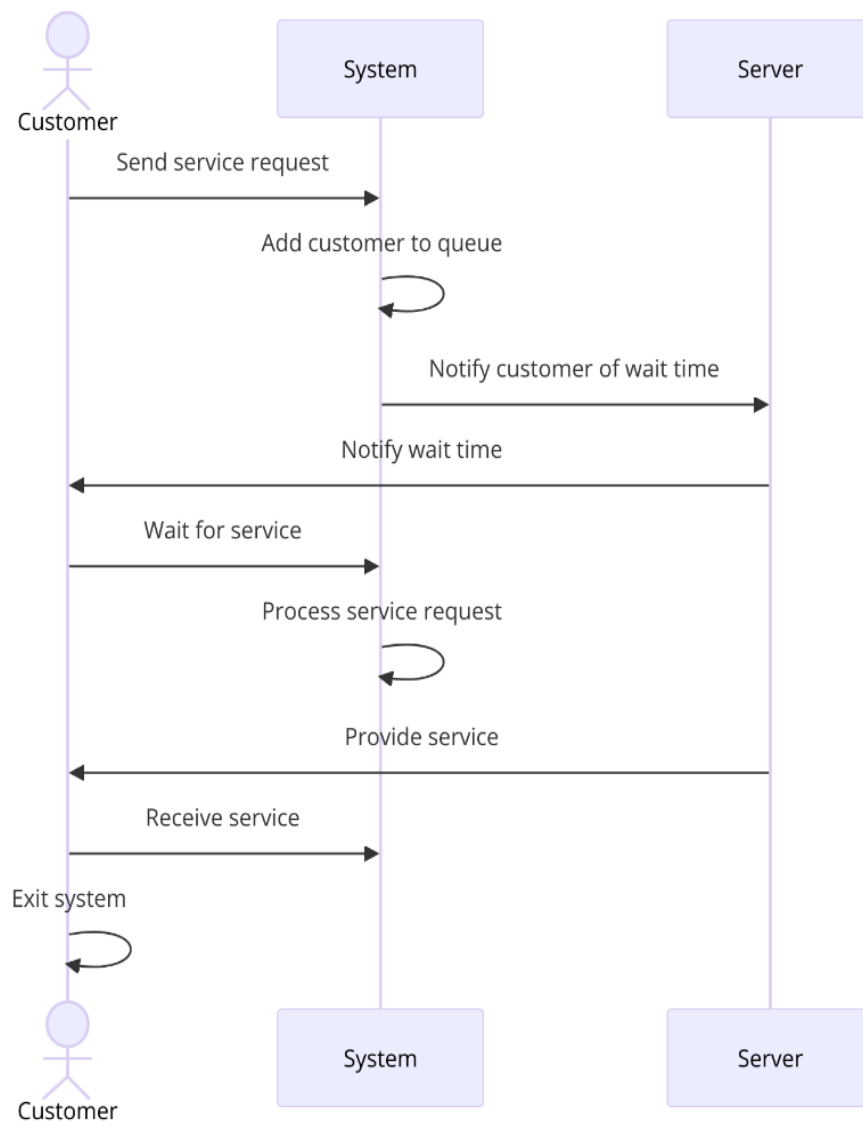 System
Server
Customer
Send service request
Add customer to queue
Notify customer of wait time
Notify wait time
Wait for service
Process service request
Provide service
Receive service
Exit system
System
Server
Customer